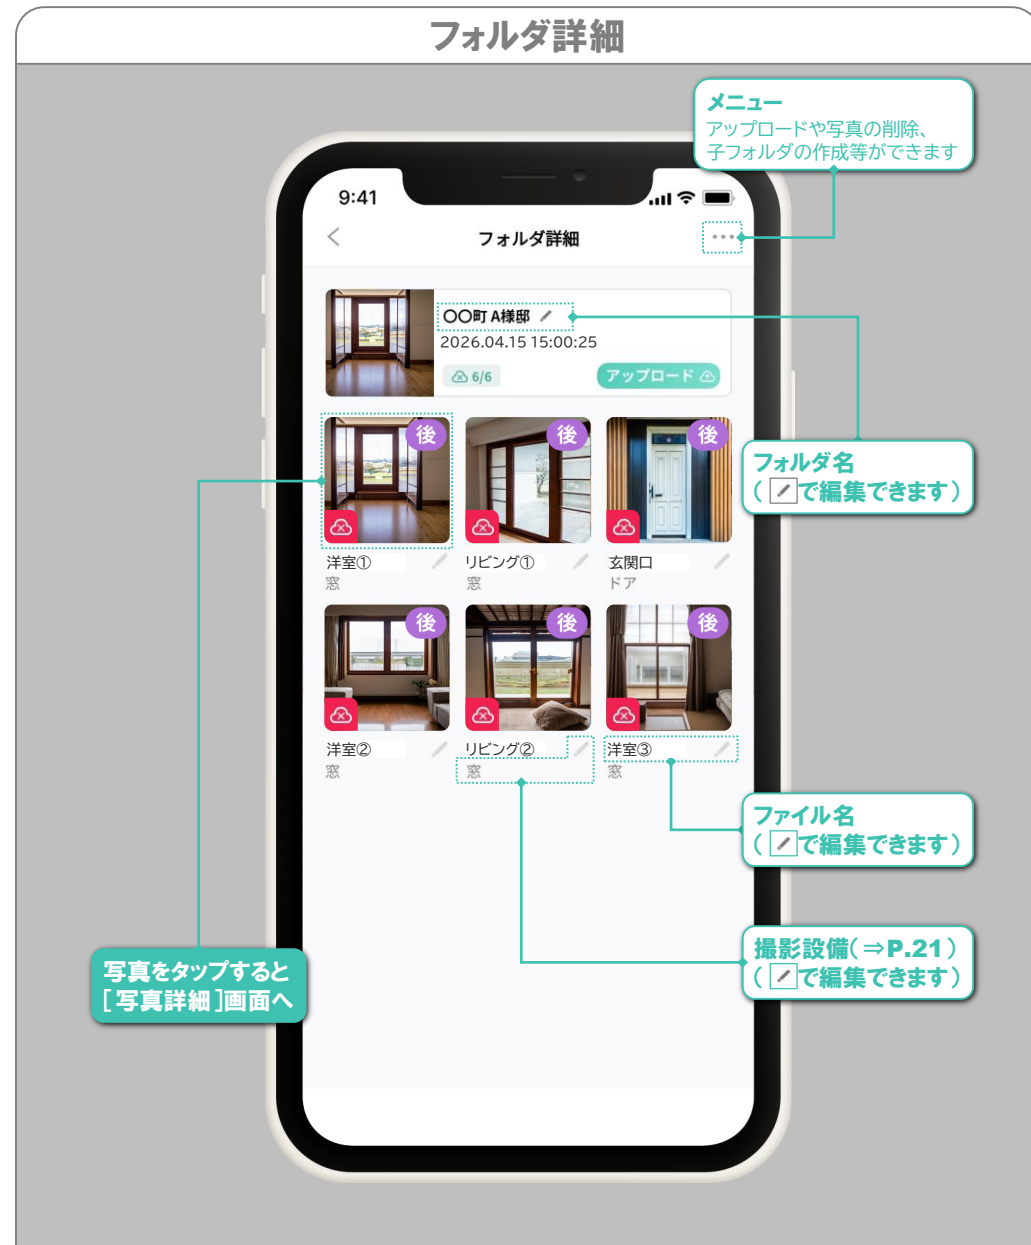 フォルダ詳細
メニュー
アップロードや写真の削除、
子フォルダの作成等ができます
9:41
フォルダ詳細
〇〇町 A様邸
2026.04.15 15:00:25
6/6
アップロード
後
後
後
洋室①
窓
リビング①
窓
玄関口
ドア
フォルダ名
(で編集できます)
後
後
後
洋室②
窓
リビング②
窓
洋室③
窓
ファイル名
(で編集できます)
撮影設備(⇒P.21)
(で編集できます)
写真をタップすると
[写真詳細]画面へ